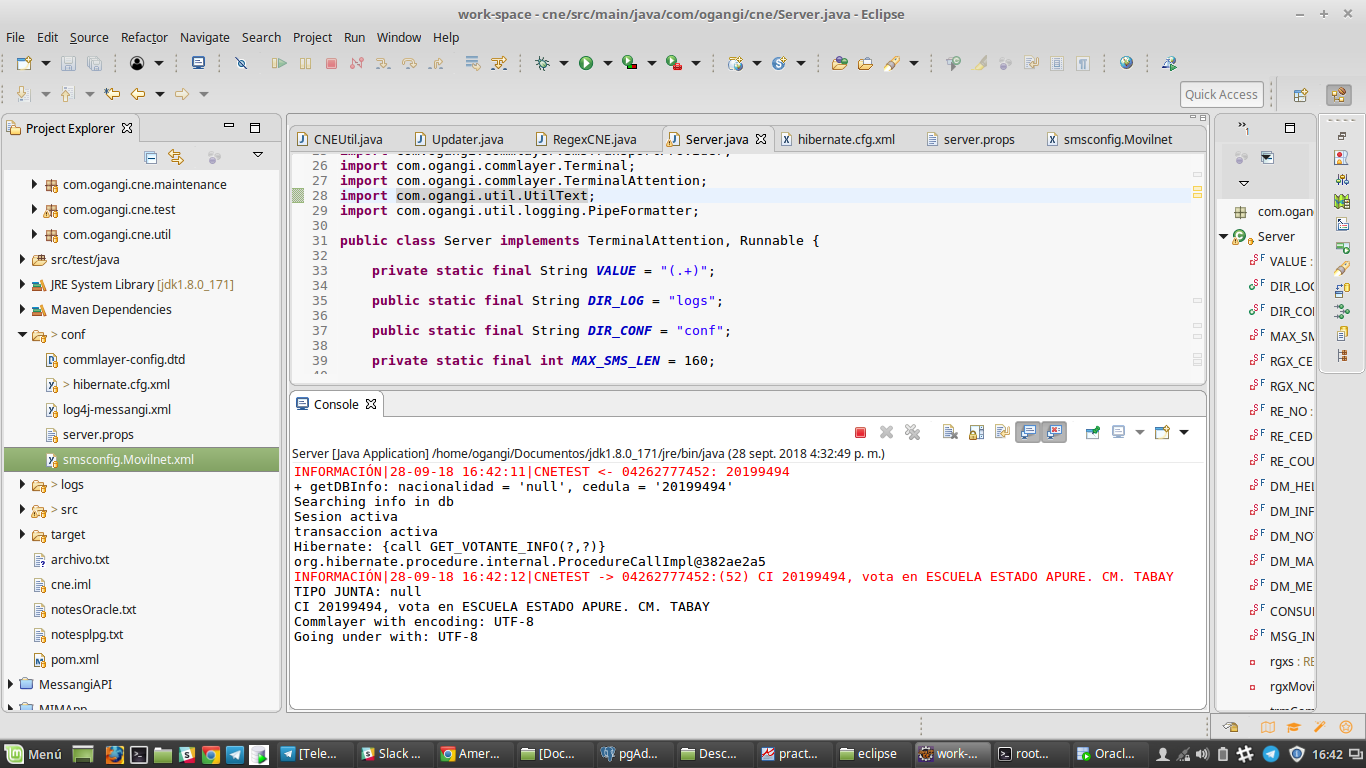 work-space - cne/src/main/java/com/ogangi/cne/Server.java - Eclipse
File Edit Source Refactor Navigate Search Project Run Window Help
Quick Access
Project Explorer
com.ogangi.cne.maintenance
com.ogangi.cne.test
com.ogangi.cne.util
src/test/java
JRE System Library [jdk1.8.0_171]
Maven Dependencies
> conf
commlayer-config.dtd
> hibernate.cfg.xml
log4j-messangi.xml
server.props
smsconfig.Movilnet.xml
> logs
> src
target
archivo.txt
cne.iml
notesOracle.txt
notesplpg.txt
pom.xml
MessangiAPI
MIMApp
CNEUtil.java Updater.java RegexCNE.java Server.java hibernate.cfg.xml server.props smsconfig.Movilnet
26 import com.ogangi.commlayer.Terminal;
27 import com.ogangi.commlayer.TerminalAttention;
28 import com.ogangi.util.UtilText;
29 import com.ogangi.util.logging.PipeFormatter;
30
31 public class Server implements TerminalAttention, Runnable {
32
33 private static final String VALUE = "(.+)";
34
35 public static final String DIR_LOG = "logs";
36
37 public static final String DIR_CONF = "conf";
38
39 private static final int MAX_SMS_LEN = 160;
Console
Server [Java Application] /home/ogangi/Documentos/jdk1.8.0_171/jre/bin/java (28 sept. 2018 4:32:49 p. m.)
INFORMACIÓN|28-09-18 16:42:11|CNETEST <- 04262777452: 20199494
+ getDBInfo: nacionalidad = 'null', cedula = '20199494'
Searching info in db
Sesion activa
transaccion activa
Hibernate: {call GET_VOTANTE_INFO(?,?)}
org.hibernate.procedure.internal.ProcedureCallImpl@382ae2a5
INFORMACIÓN|28-09-18 16:42:12|CNETEST -> 04262777452:(52) CI 20199494, vota en ESCUELA ESTADO APURE. CM. TABAY
TIPO JUNTA: null
CI 20199494, vota en ESCUELA ESTADO APURE. CM. TABAY
Commlayer with encoding: UTF-8
Going under with: UTF-8
com.ogan
Server
VALUE :
DIR_LOG
DIR_CO
MAX_SM
RGX_CE
RGX_NO
RE_NO :
RE_CED
RE_COU
DM_HEL
DM_INF
DM_NO
DM_MA
DM_ME
CONSU
MSG_IN
rgxs : RE
rgxMovi
Menú [Tele... Slack ... Amer... [Doc... pgAd... Desc... pract... eclipse work-... root... Oracl... 16:42